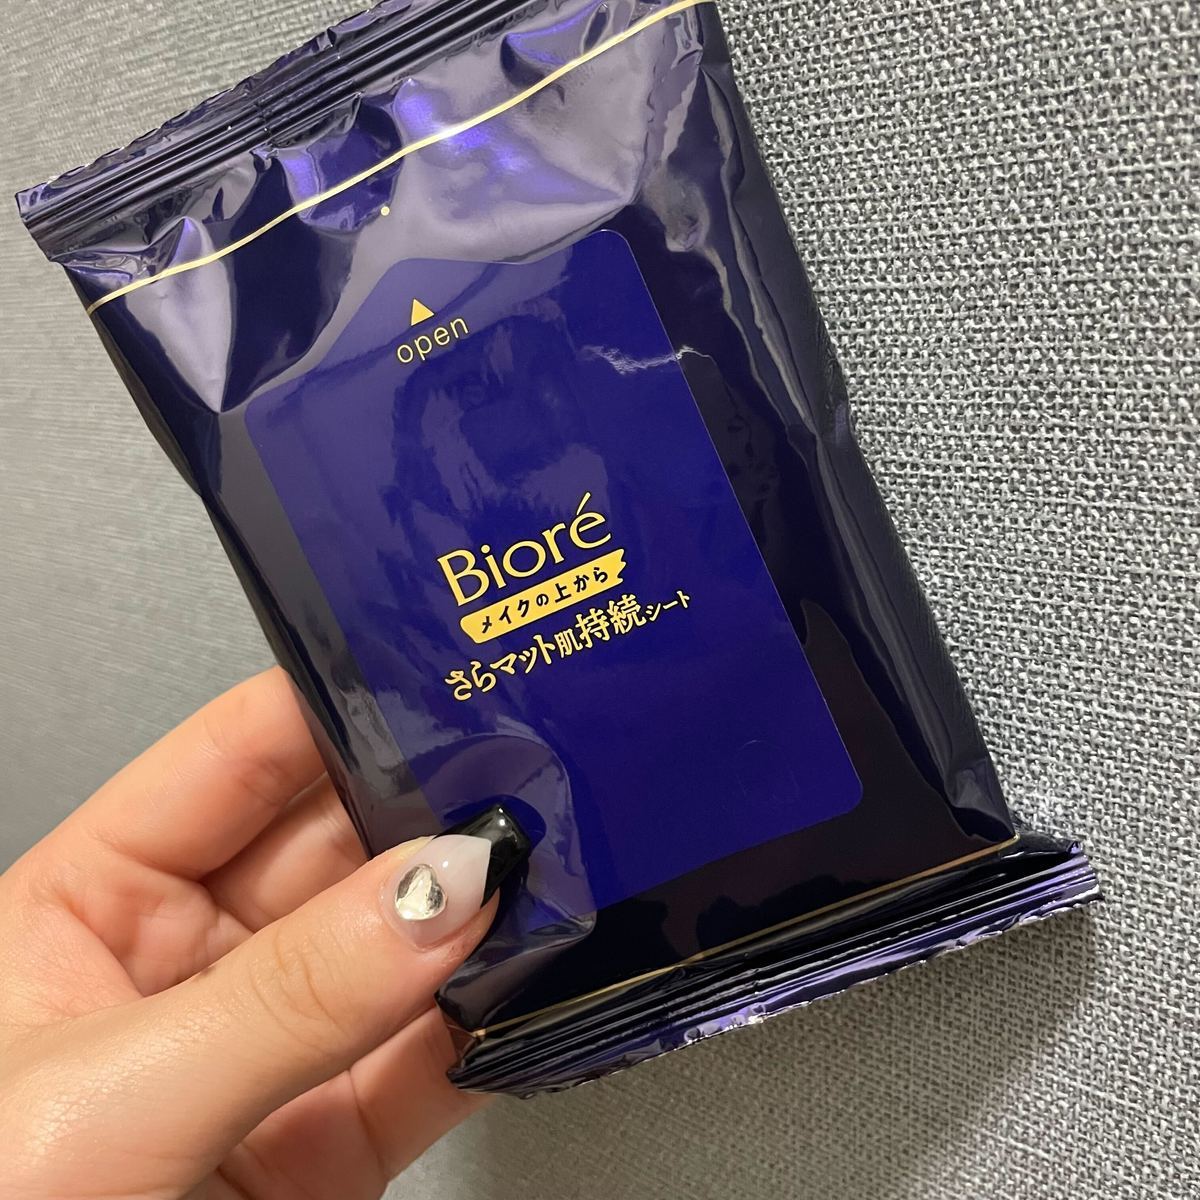 open
Bioré
メイクの上から
さらマット肌持続シート